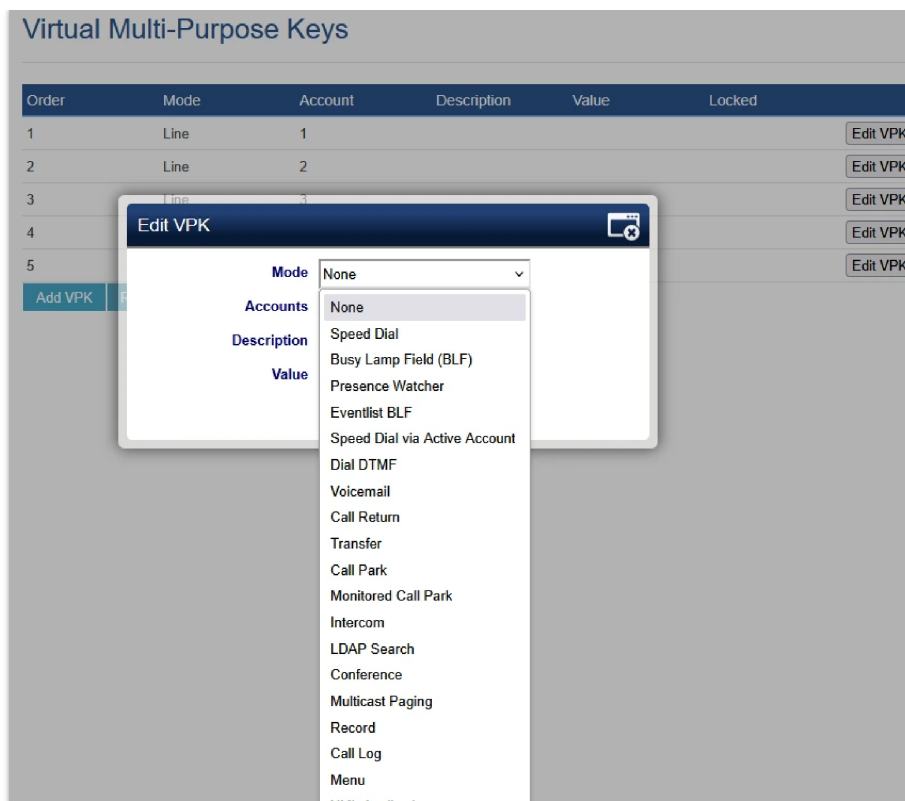 Virtual Multi-Purpose Keys
Order Mode Account Description Value Locked
1 Line 1 Edit VPK
2 Line 2 Edit VPK
3 Line 3 Edit VPK
4 Edit VPK
5 Edit VPK
Add VPK
Edit VPK
Mode None
Accounts
Description
Value
None
Speed Dial
Busy Lamp Field (BLF)
Presence Watcher
Eventlist BLF
Speed Dial via Active Account
Dial DTMF
Voicemail
Call Return
Transfer
Call Park
Monitored Call Park
Intercom
LDAP Search
Conference
Multicast Paging
Record
Call Log
Menu